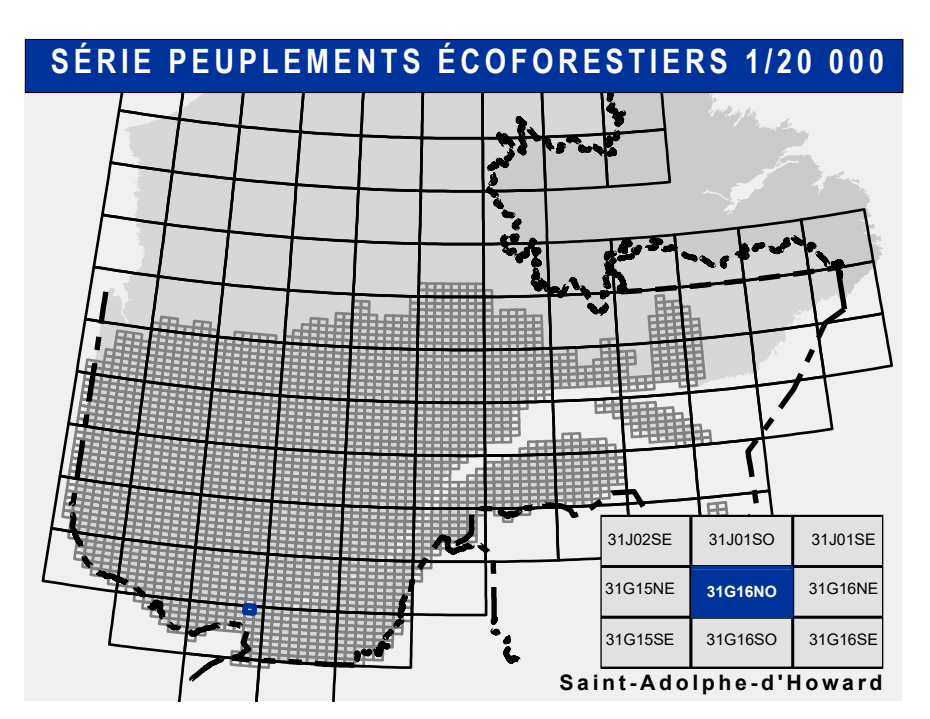 SÉRIE PEUPLEMENTS ÉCOFORESTIERS 1/20 000
31J02SE 31J01SO 31J01SE
31G15NE 31G16NO 31G16NE
31G15SE 31G16SO 31G16SE
Saint-Adolphe-d'Howard